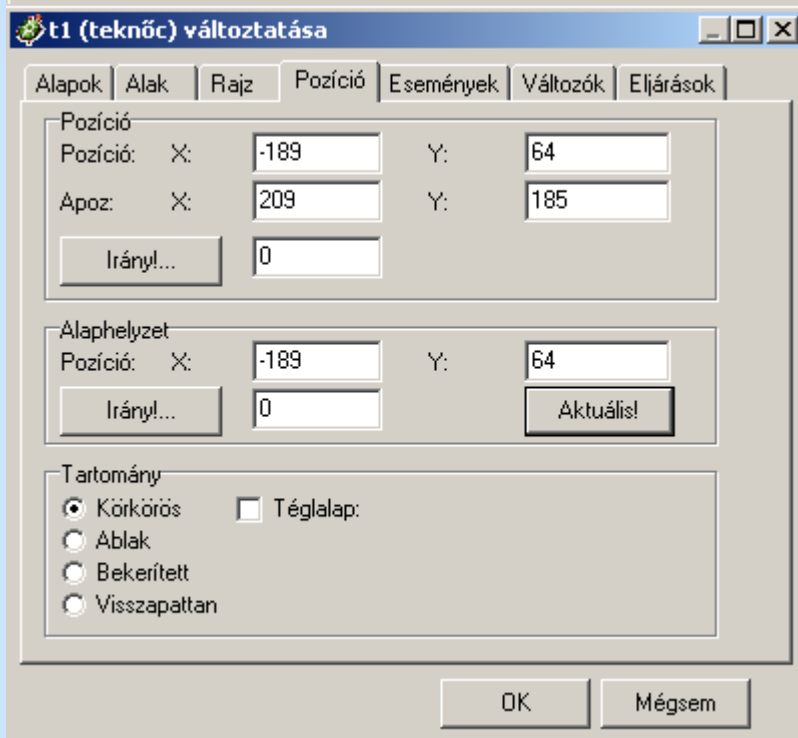 t1 (teknőc) változtatása
Alapok Alak Rajz Pozíció Események Változók Eljárások
Pozíció
Pozíció: X: -189 Y: 64
Apoz: X: 209 Y: 185
Irány!... 0
Alaphelyzet
Pozíció: X: -189 Y: 64
Irány!... 0 Aktuális!
Tartomány
Körkörös Téglalap:
Ablak
Bekerített
Visszapattan
OK Mégsem